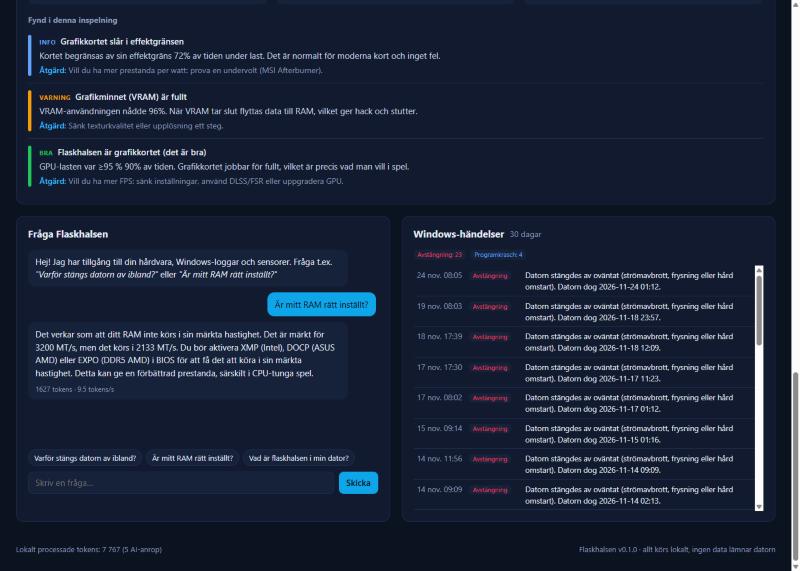 Fynd i denna inspelning
INFO Grafikkortet slår i effektgränsen
Kortet begränsas av sin effektgräns 72% av tiden under last. Det är normalt för moderna kort och inget fel.
Åtgärd: Vill du ha mer prestanda per watt: prova en undervolt (MSI Afterburner).
VARNING Grafikminnet (VRAM) är fullt
VRAM-användningen nådde 96%. När VRAM tar slut flyttas data till RAM, vilket ger hack och stutter.
Åtgärd: Sänk texturkvalitet eller upplösning ett steg.
BRA Flaskhalsen är grafikkortet (det är bra)
GPU-lasten var ≥95 % 90% av tiden. Grafikkortet jobbar för fullt, vilket är precis vad man vill i spel.
Åtgärd: Vill du ha mer FPS: sänk inställningar, använd DLSS/FSR eller uppgradera GPU.
Fråga Flaskhalsen
Hej! Jag har tillgång till din hårdvara, Windows-loggar och sensorer. Fråga t.ex.
"Varför stängs datorn av ibland?" eller "Är mitt RAM rätt inställt?"
Är mitt RAM rätt inställt?
Det verkar som att ditt RAM inte körs i sin märkta hastighet. Det är märkt för
3200 MT/s, men det körs i 2133 MT/s. Du bör aktivera XMP (Intel), DOCP (ASUS
AMD) eller EXPO (DDR5 AMD) i BIOS för att få det att köra i sin märkta
hastighet. Detta kan ge en förbättrad prestanda, särskilt i CPU-tunga spel.
1627 tokens · 9.5 tokens/s
Varför stängs datorn av ibland?
Är mitt RAM rätt inställt?
Vad är flaskhalsen i min dator?
Skriv en fråga...
Skicka
Windows-händelser 30 dagar
Avstängning: 23
Programkrasch: 4
24 nov. 08:05 Avstängning Datorn stängdes av oväntat (strömavbrott, frysning eller hård
omstart). Datorn dog 2026-11-24 01:12.
19 nov. 08:03 Avstängning Datorn stängdes av oväntat (strömavbrott, frysning eller hård
omstart). Datorn dog 2026-11-18 23:57.
18 nov. 17:39 Avstängning Datorn stängdes av oväntat (strömavbrott, frysning eller hård
omstart). Datorn dog 2026-11-18 12:09.
17 nov. 17:30 Avstängning Datorn stängdes av oväntat (strömavbrott, frysning eller hård
omstart). Datorn dog 2026-11-17 11:23.
17 nov. 08:02 Avstängning Datorn stängdes av oväntat (strömavbrott, frysning eller hård
omstart). Datorn dog 2026-11-17 01:12.
15 nov. 09:14 Avstängning Datorn stängdes av oväntat (strömavbrott, frysning eller hård
omstart). Datorn dog 2026-11-15 01:16.
14 nov. 11:56 Avstängning Datorn stängdes av oväntat (strömavbrott, frysning eller hård
omstart). Datorn dog 2026-11-14 09:09.
14 nov. 09:09 Avstängning Datorn stängdes av oväntat (strömavbrott, frysning eller hård
omstart). Datorn dog 2026-11-14 02:13.
Lokalt processade tokens: 7 767 (5 AI-anrop)
Flaskhalsen v0.1.0 · allt körs lokalt, ingen data lämnar datorn